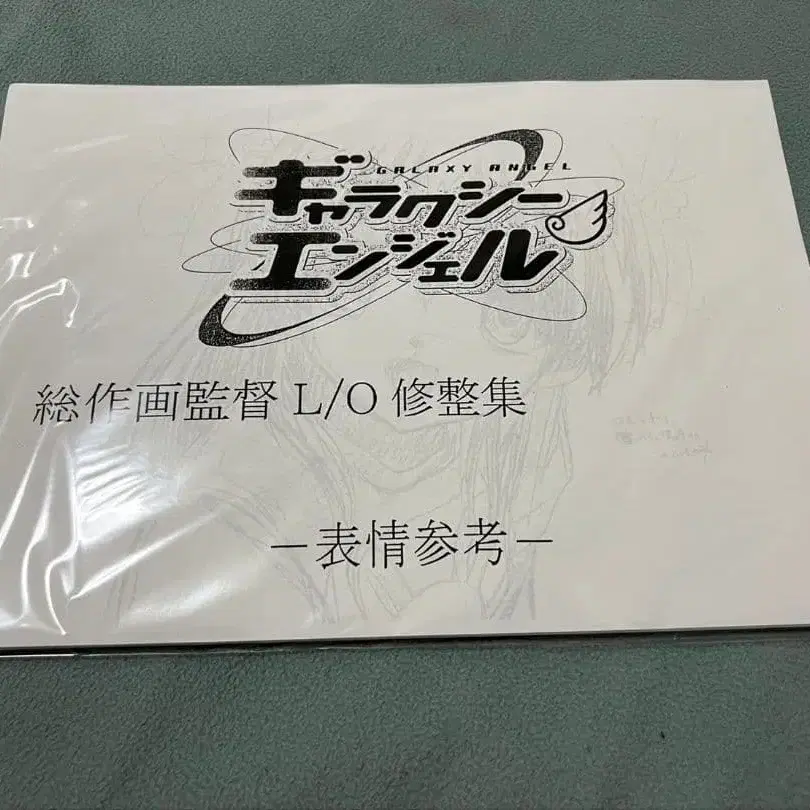 GALAXY ANGEL
ギャラクシー
エンジェル
総作画監督 L/O 修整集
－表情参考－